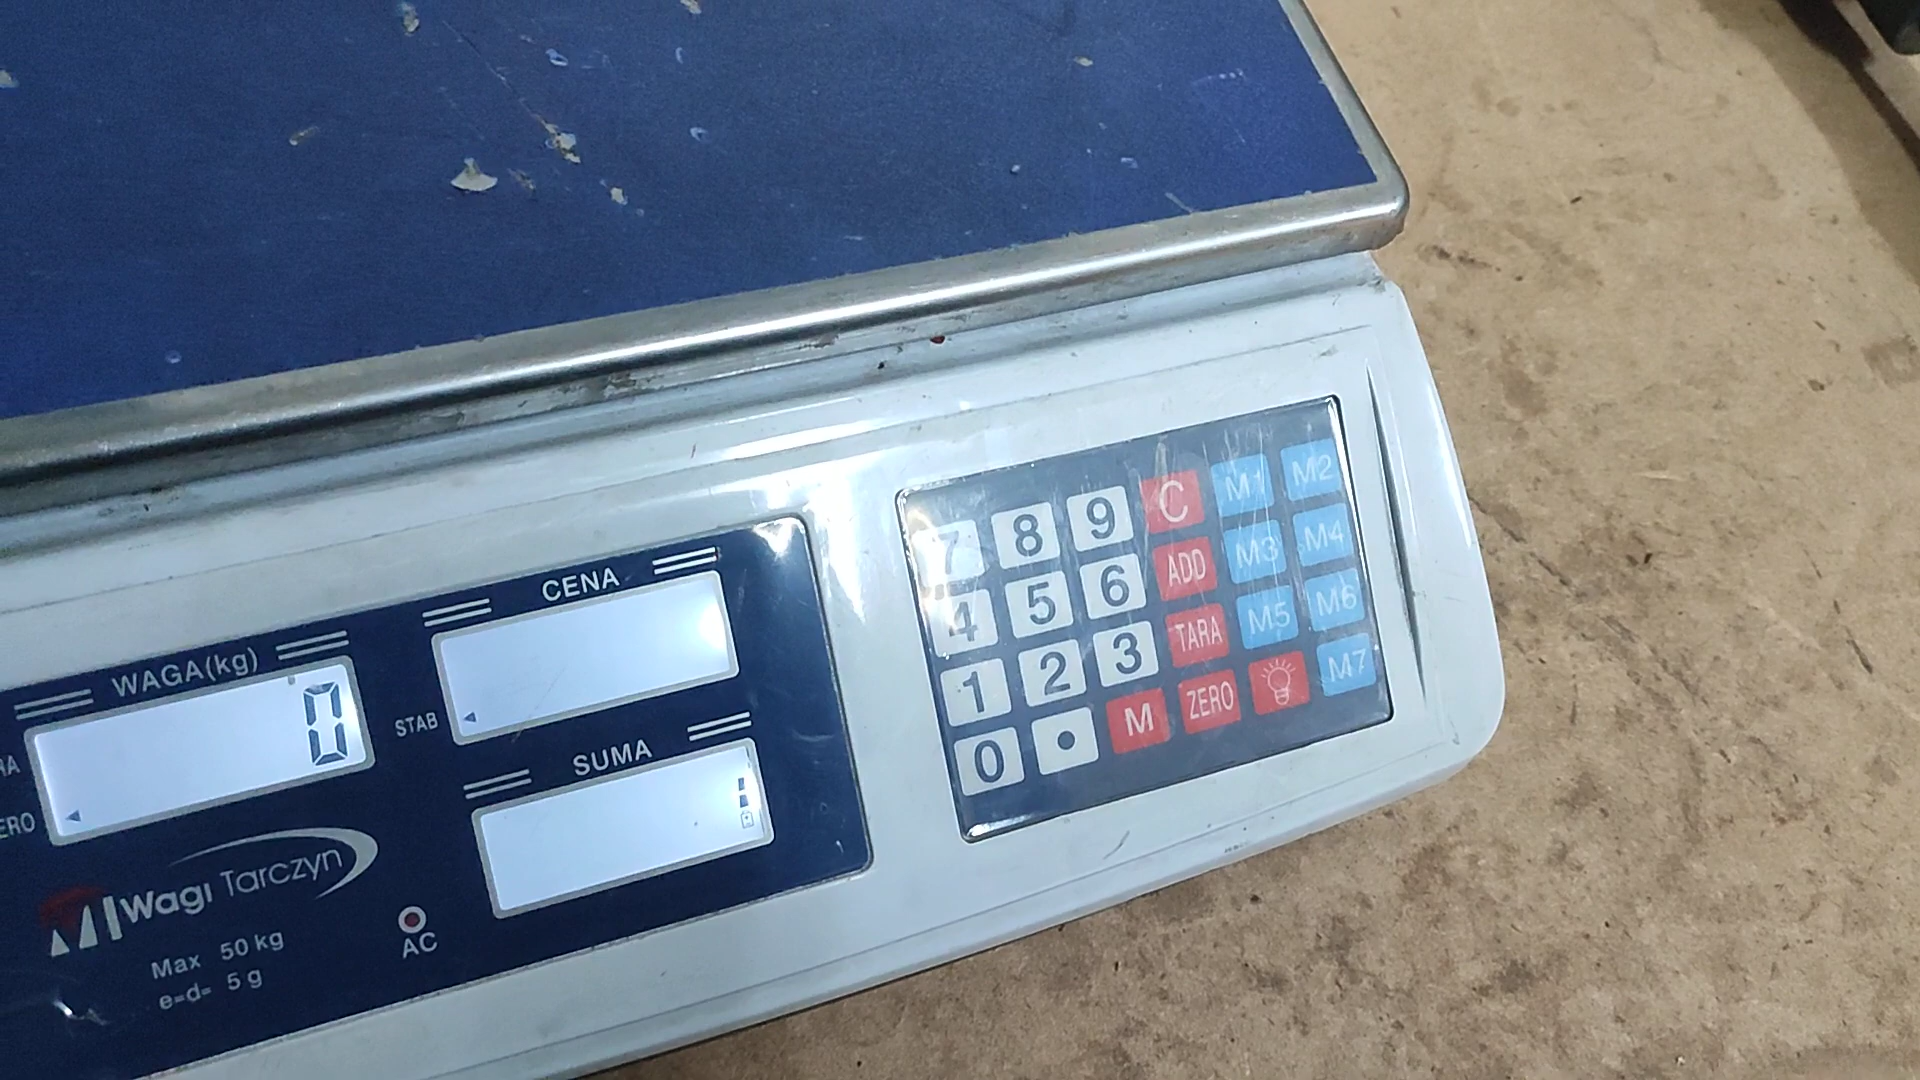 WAGA(kg)
0
CENA
STAB
SUMA
Wagi Tarczyn
Max 50 kg
e=d= 5 g
AC
7 8 9 C M1 M2
4 5 6 ADD M3 M4
1 2 3 TARA M5 M6
0 • M ZERO M7